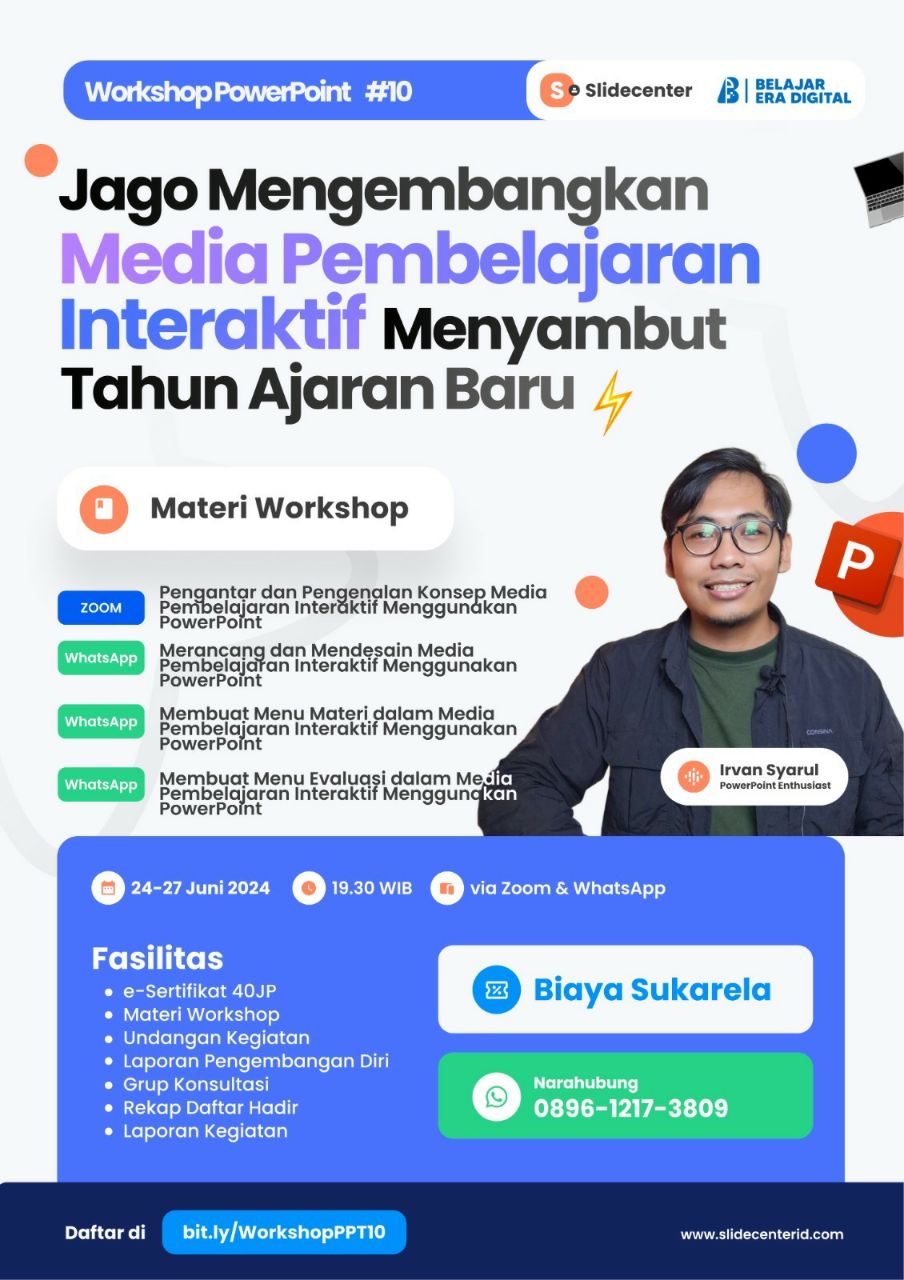 Workshop PowerPoint #10
S Slidecenter
B | BELAJAR
ERA DIGITAL
Jago Mengembangkan
Media Pembelajaran
Interaktif Menyambut
Tahun Ajaran Baru
Materi Workshop
ZOOM
Pengantar dan Pengenalan Konsep Media
Pembelajaran Interaktif Menggunakan
PowerPoint
WhatsApp
Merancang dan Mendesain Media
Pembelajaran Interaktif Menggunakan
PowerPoint
WhatsApp
Membuat Menu Materi dalam Media
Pembelajaran Interaktif Menggunakan
PowerPoint
WhatsApp
Membuat Menu Evaluasi dalam Media
Pembelajaran Interaktif Menggunakan
PowerPoint
P
CONSINA
Irvan Syarul
PowerPoint Enthusiast
24-27 Juni 2024
19.30 WIB
via Zoom & WhatsApp
Fasilitas
• e-Sertifikat 40JP
• Materi Workshop
• Undangan Kegiatan
• Laporan Pengembangan Diri
• Grup Konsultasi
• Rekap Daftar Hadir
• Laporan Kegiatan
Biaya Sukarela
Narahubung
0896-1217-3809
Daftar di
bit.ly/WorkshopPPT10
www.slidecenterid.com